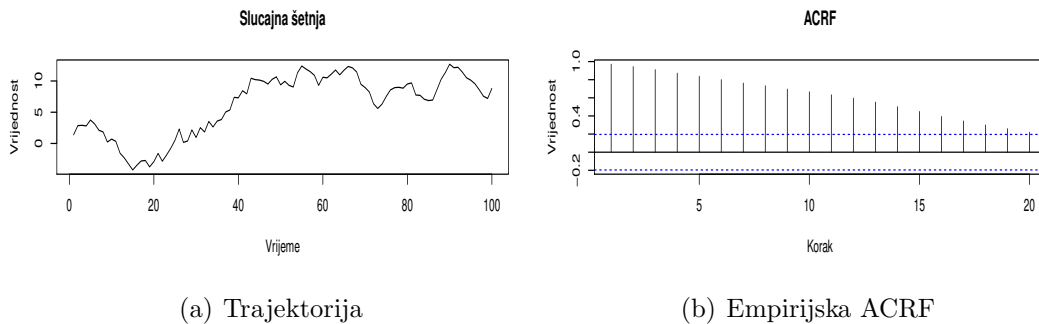 Slucajna šetnja
Vrijednost
10
5
0
0 20 40 60 80 100
Vrijeme
(a) Trajektorija
ACRF
Vrijednost
1.0
0.4
−0.2
5 10 15 20
Korak
(b) Empirijska ACRF